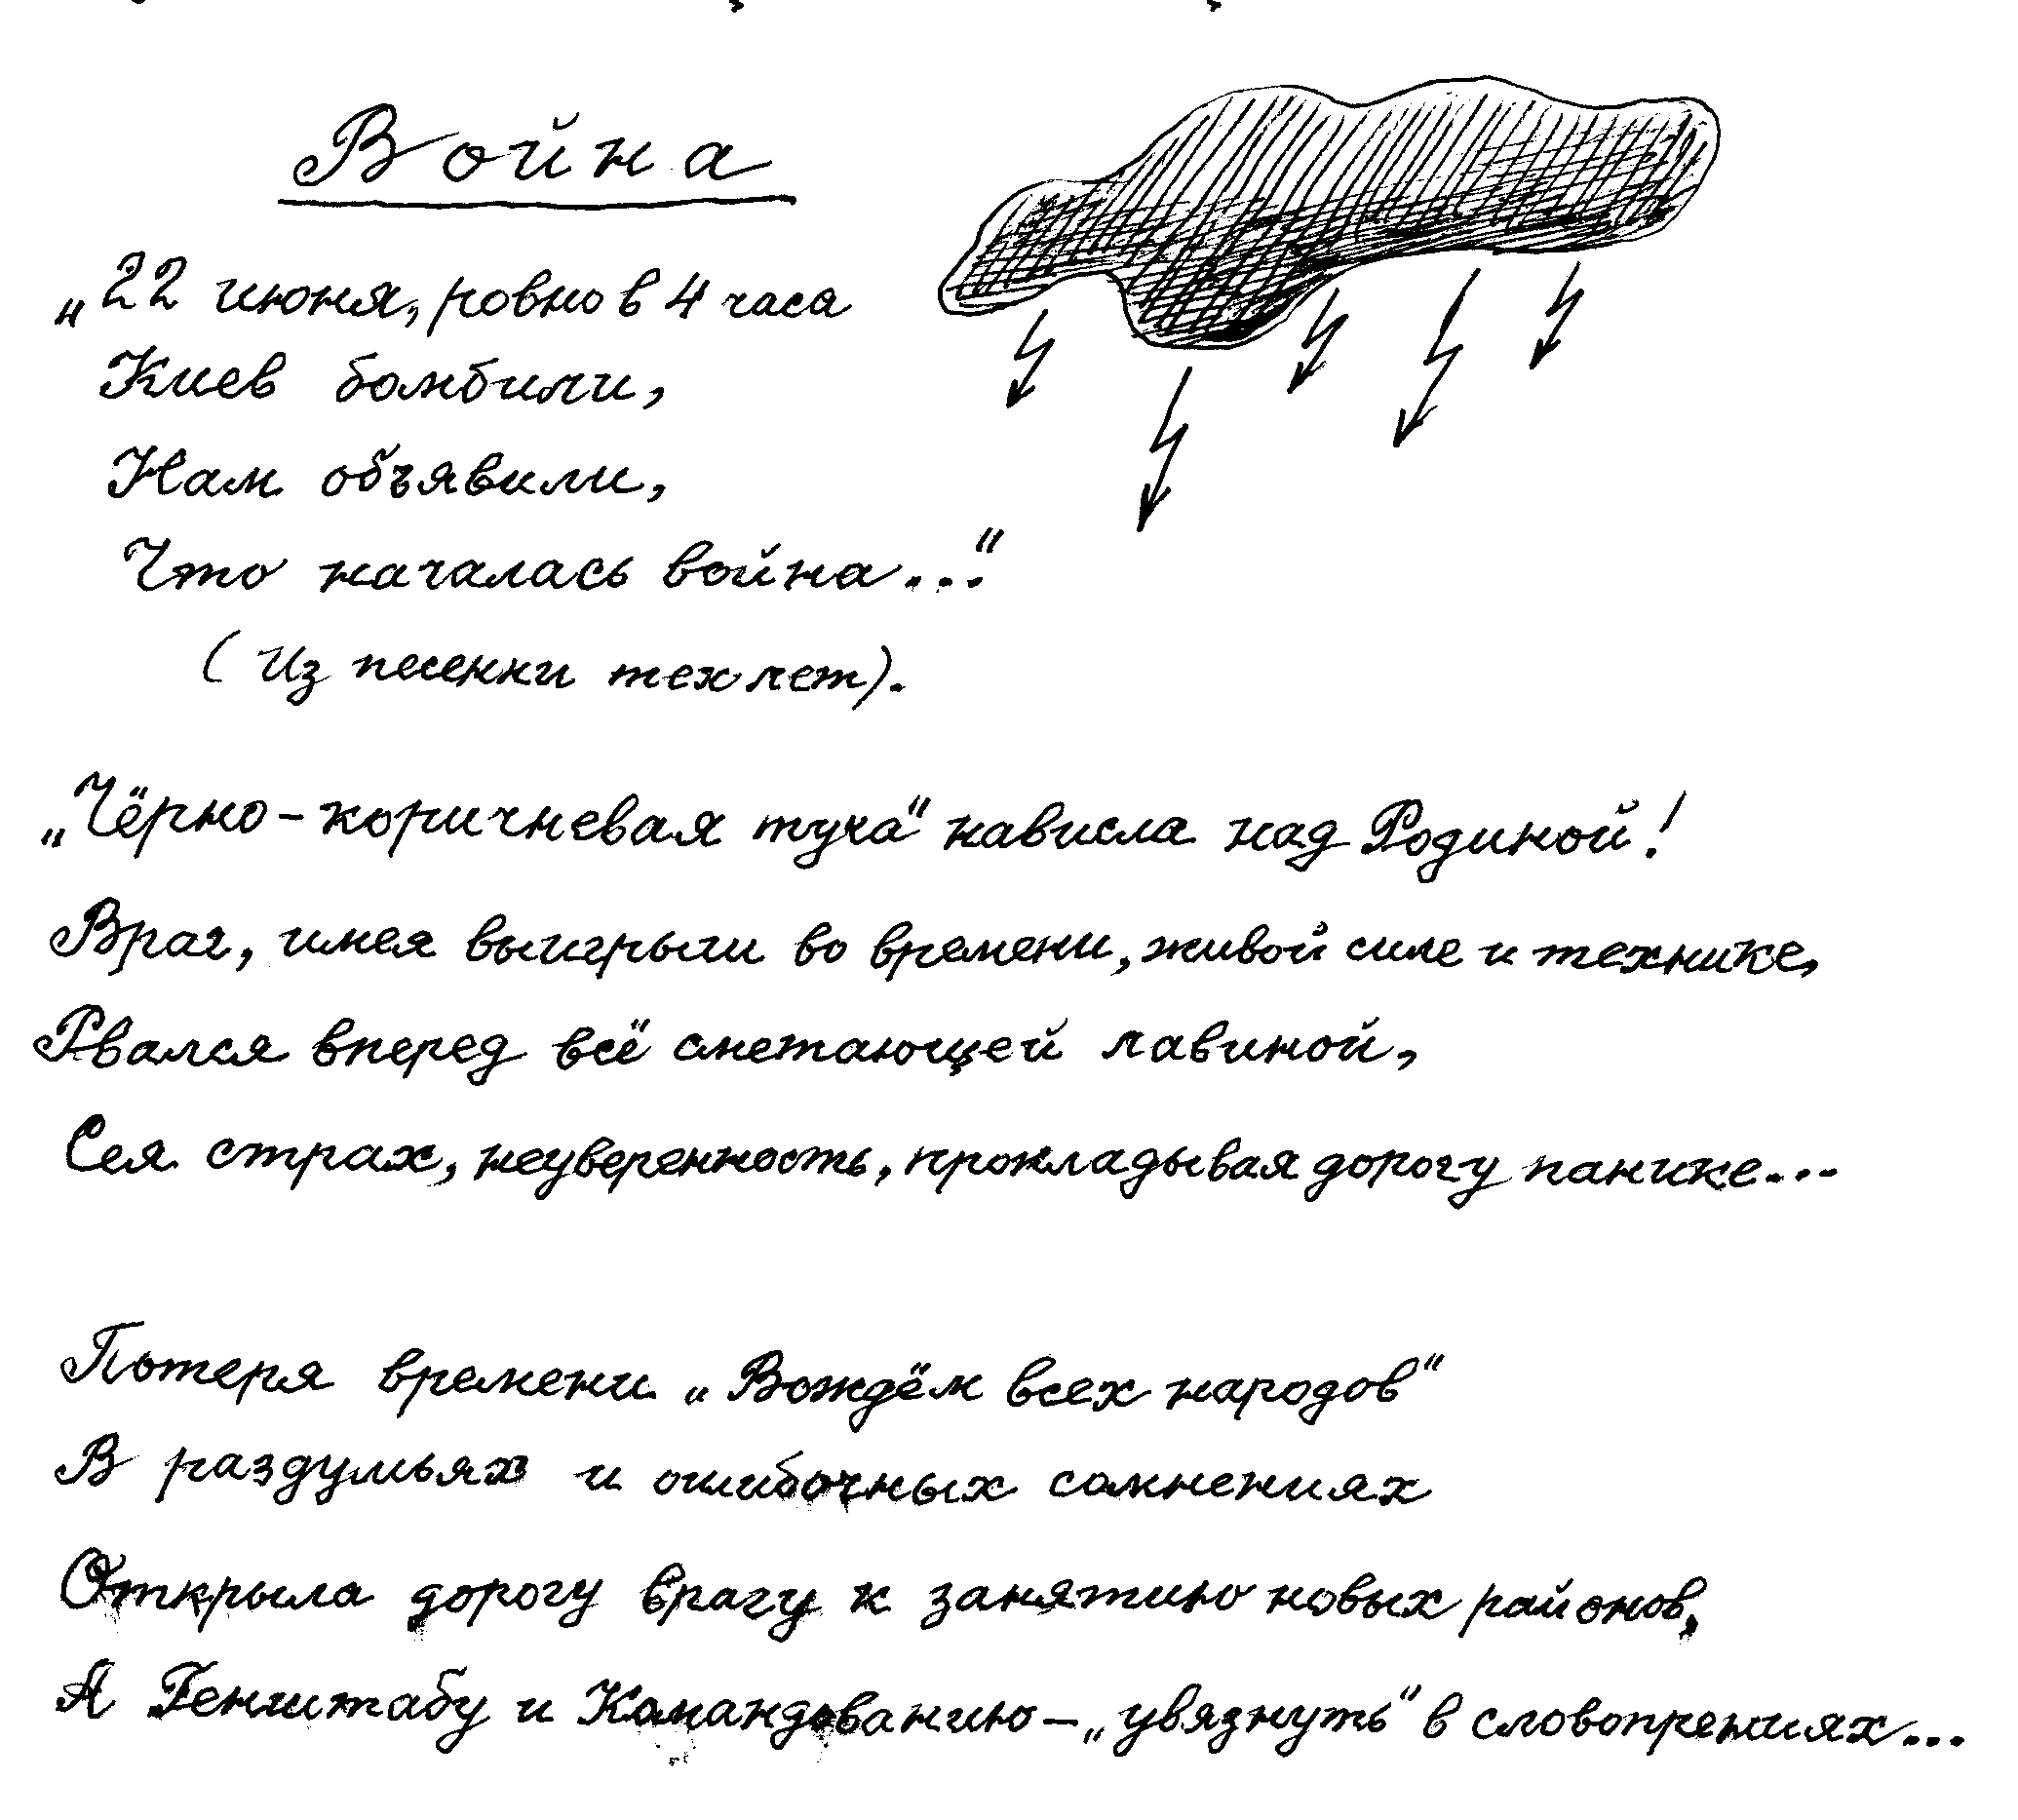 Война
„22 июня, ровно в 4 часа
Киев бомбили,
Нам объявили,
Что началась война..."
(Из песенки тех лет).
„Чёрно-коричневая туча" нависла над Родиной!
Враг, имея выигрыш во времени, живой силе и технике,
Рвался вперед всё сметающей лавиной,
Сея страх, неуверенность, прокладывая дорогу панике...
Потеря времени „Вождём всех народов"
В раздумьях и ошибочных сомнениях
Открыла дорогу врагу к занятию новых районов,
А Генштабу и Командованию – „увязнуть" в словопрениях...